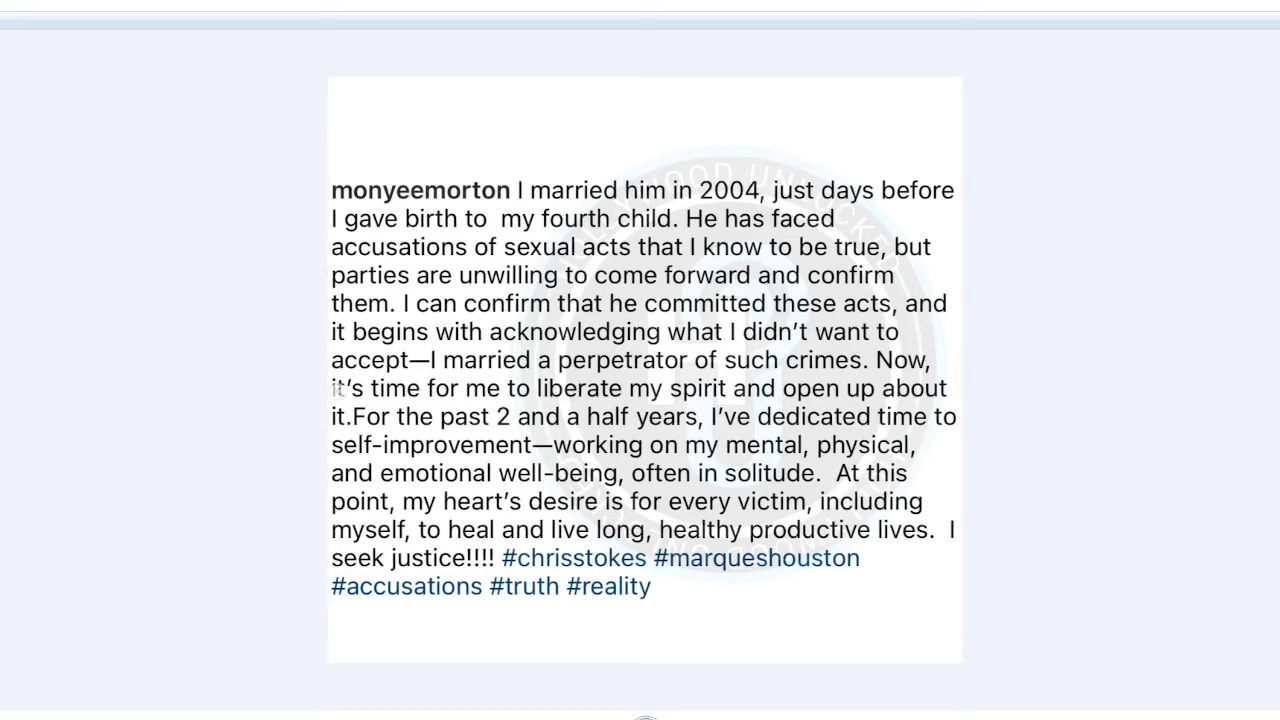 monyeemorton I married him in 2004, just days before
I gave birth to  my fourth child. He has faced
accusations of sexual acts that I know to be true, but
parties are unwilling to come forward and confirm
them. I can confirm that he committed these acts, and
it begins with acknowledging what I didn’t want to
accept—I married a perpetrator of such crimes. Now,
it’s time for me to liberate my spirit and open up about
it.For the past 2 and a half years, I’ve dedicated time to
self-improvement—working on my mental, physical,
and emotional well-being, often in solitude.  At this
point, my heart’s desire is for every victim, including
myself, to heal and live long, healthy productive lives.  I
seek justice!!!! #chrisstokes #marqueshouston
#accusations #truth #reality